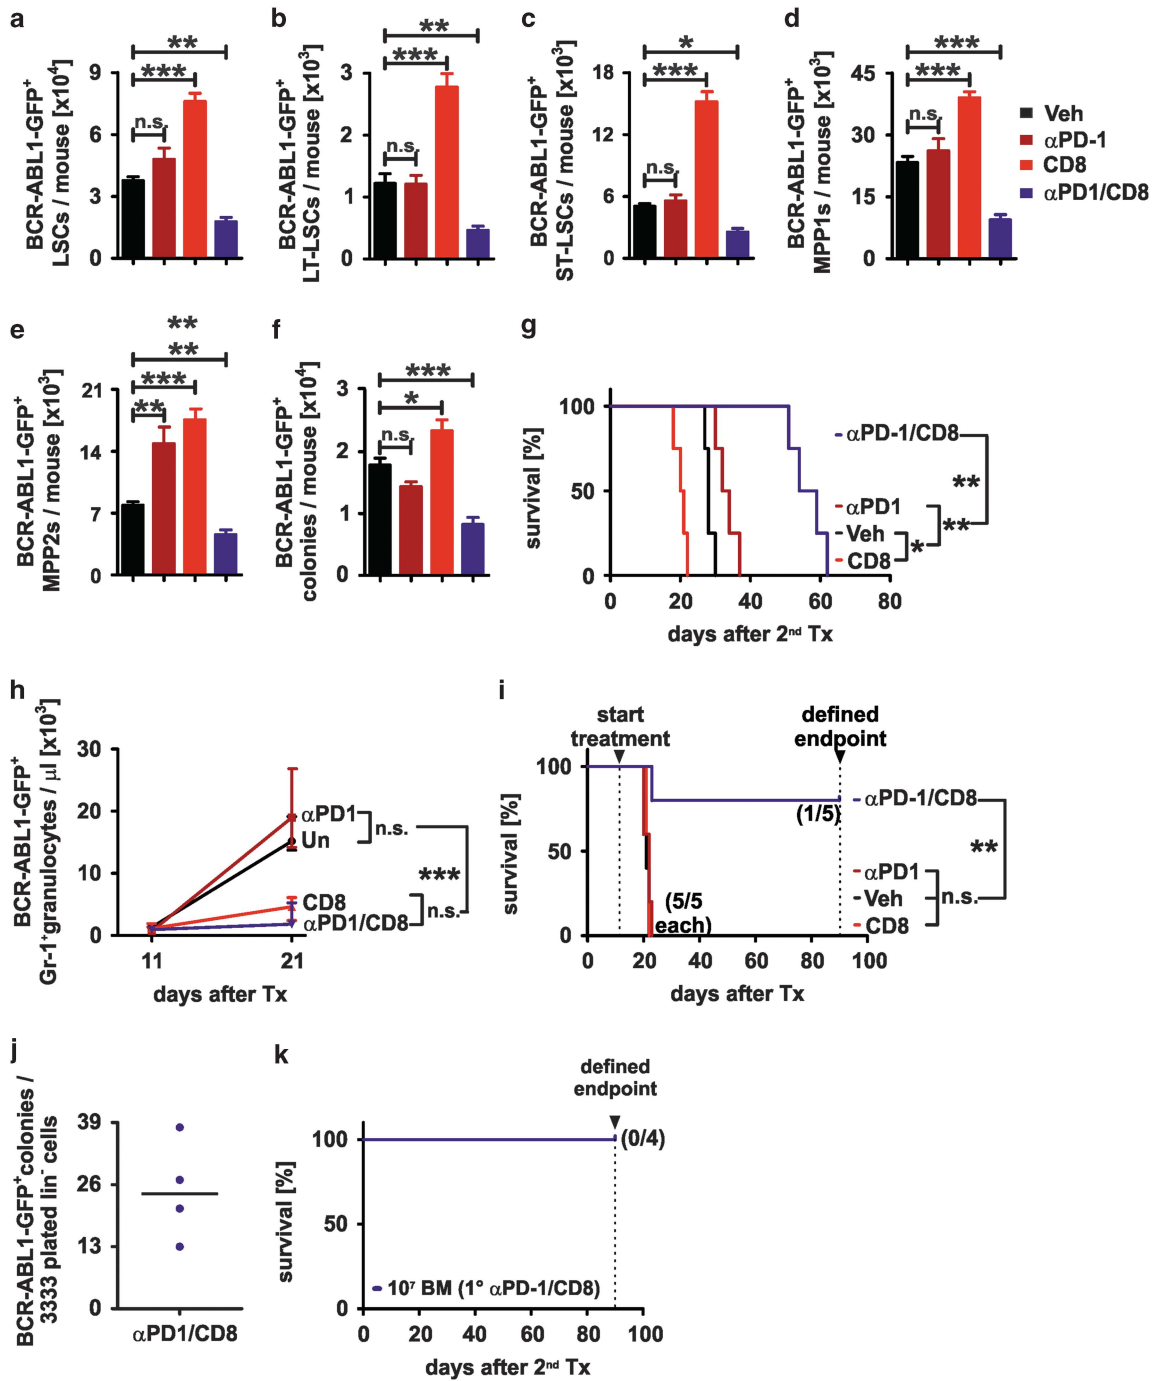 a
BCR-ABL1-GFP+
LSCs / mouse [x104]
9
6
3
0
n.s.
***
**
b
BCR-ABL1-GFP+
LT-LSCs / mouse [x103]
3
2
1
0
n.s.
***
**
c
BCR-ABL1-GFP+
ST-LSCs / mouse [x103]
18
12
6
0
n.s.
***
*
d
BCR-ABL1-GFP+
MPP1s / mouse [x103]
45
30
15
0
n.s.
***
***
Veh
αPD-1
CD8
αPD1/CD8
e
BCR-ABL1-GFP+
MPP2s / mouse [x103]
21
14
7
0
**
**
***
**
f
BCR-ABL1-GFP+
colonies / mouse [x104]
3
2
1
0
***
*
n.s.
g
survival [%]
100
50
0
0 20 40 60 80
days after 2nd Tx
αPD-1/CD8
αPD1
Veh
CD8
**
**
*
h
BCR-ABL1-GFP+
Gr-1+granulocytes / μl [x103]
30
20
10
0
11 21
days after Tx
αPD1
Un
CD8
αPD1/CD8
n.s.
***
n.s.
i
start
treatment
defined
endpoint
survival [%]
100
50
0
0 20 40 60 80 100
days after Tx
(1/5)
(5/5
each)
αPD-1/CD8
αPD1
Veh
CD8
**
n.s.
j
BCR-ABL1-GFP+colonies /
3333 plated lin- cells
39
26
13
0
αPD1/CD8
k
defined
endpoint
survival [%]
100
50
0
(0/4)
107 BM (1° αPD-1/CD8)
0 20 40 60 80 100
days after 2nd Tx